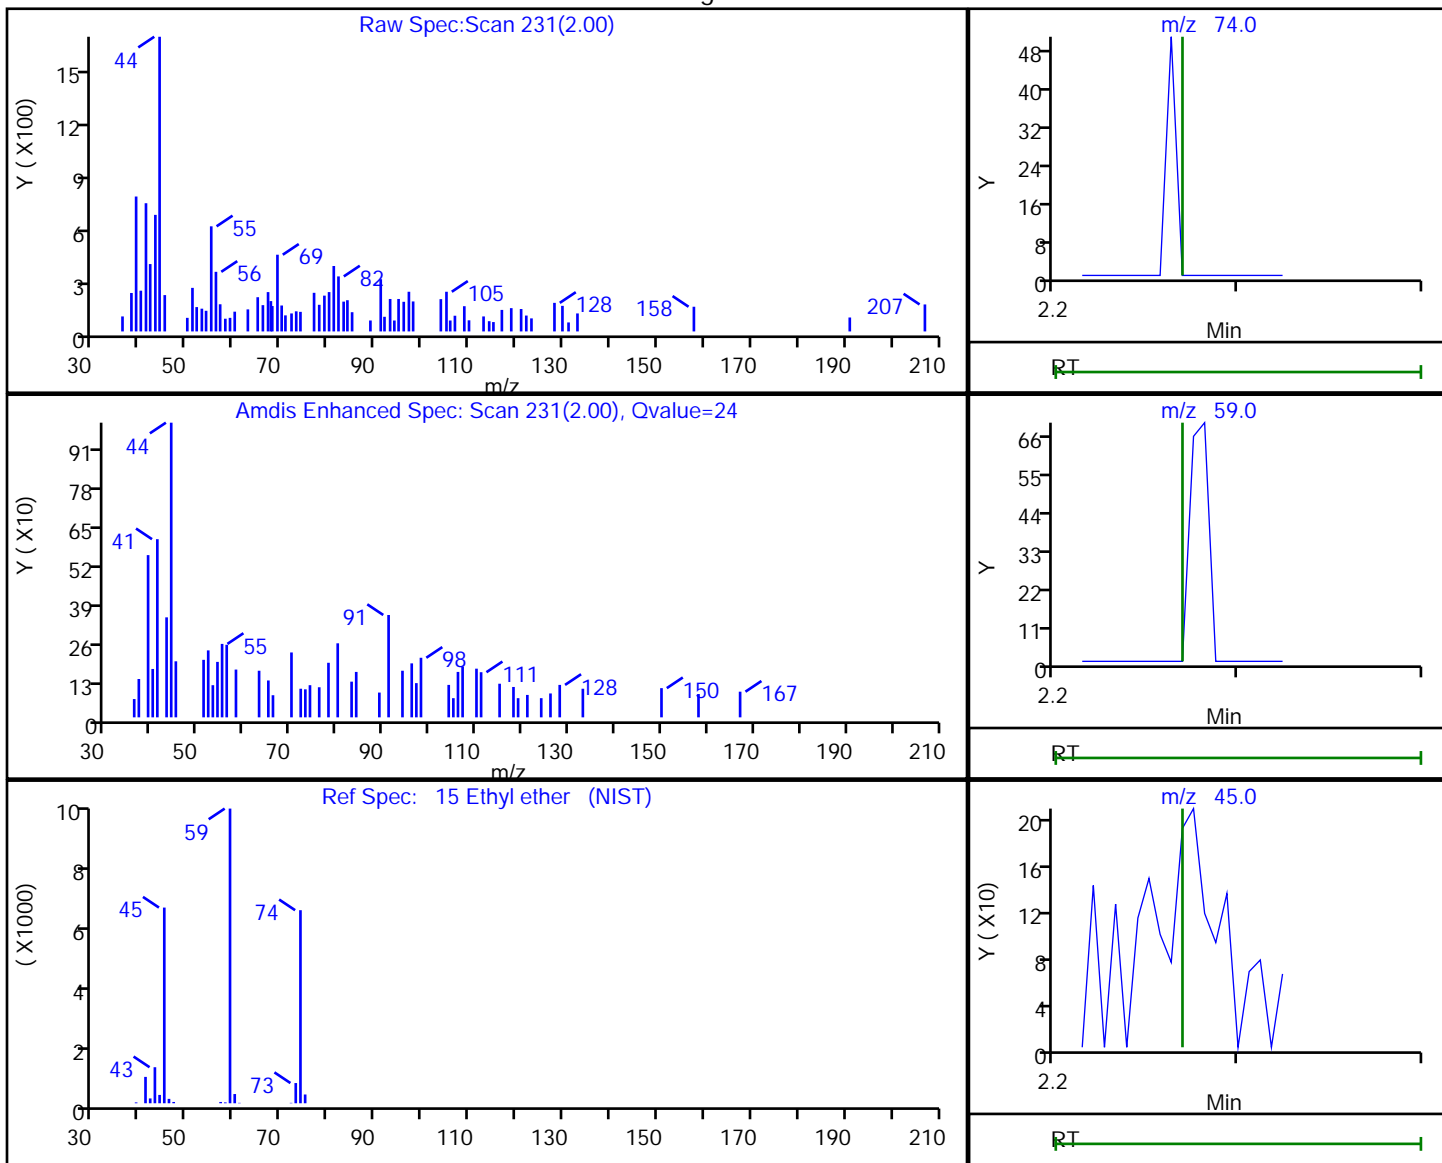 Raw Spec:Scan 231(2.00)
Y ( X100)
15
12
9
6
3
0
44
55
56
69
82
105
128
158
207
30 50 70 90 110 130 150 170 190 210
m/z
m/z 74.0
Y
48
40
32
24
16
8
0
2.2
Min
RT
Amdis Enhanced Spec: Scan 231(2.00), Qvalue=24
Y ( X10)
91
78
65
52
39
26
13
0
44
41
55
91
98
111
128
150
167
30 50 70 90 110 130 150 170 190 210
m/z
m/z 59.0
Y
66
55
44
33
22
11
0
2.2
Min
RT
Ref Spec: 15 Ethyl ether (NIST)
( X1000)
10
8
6
4
2
0
59
45
74
43
73
30 50 70 90 110 130 150 170 190 210
m/z 45.0
Y ( X10)
20
16
12
8
4
0
2.2
Min
RT